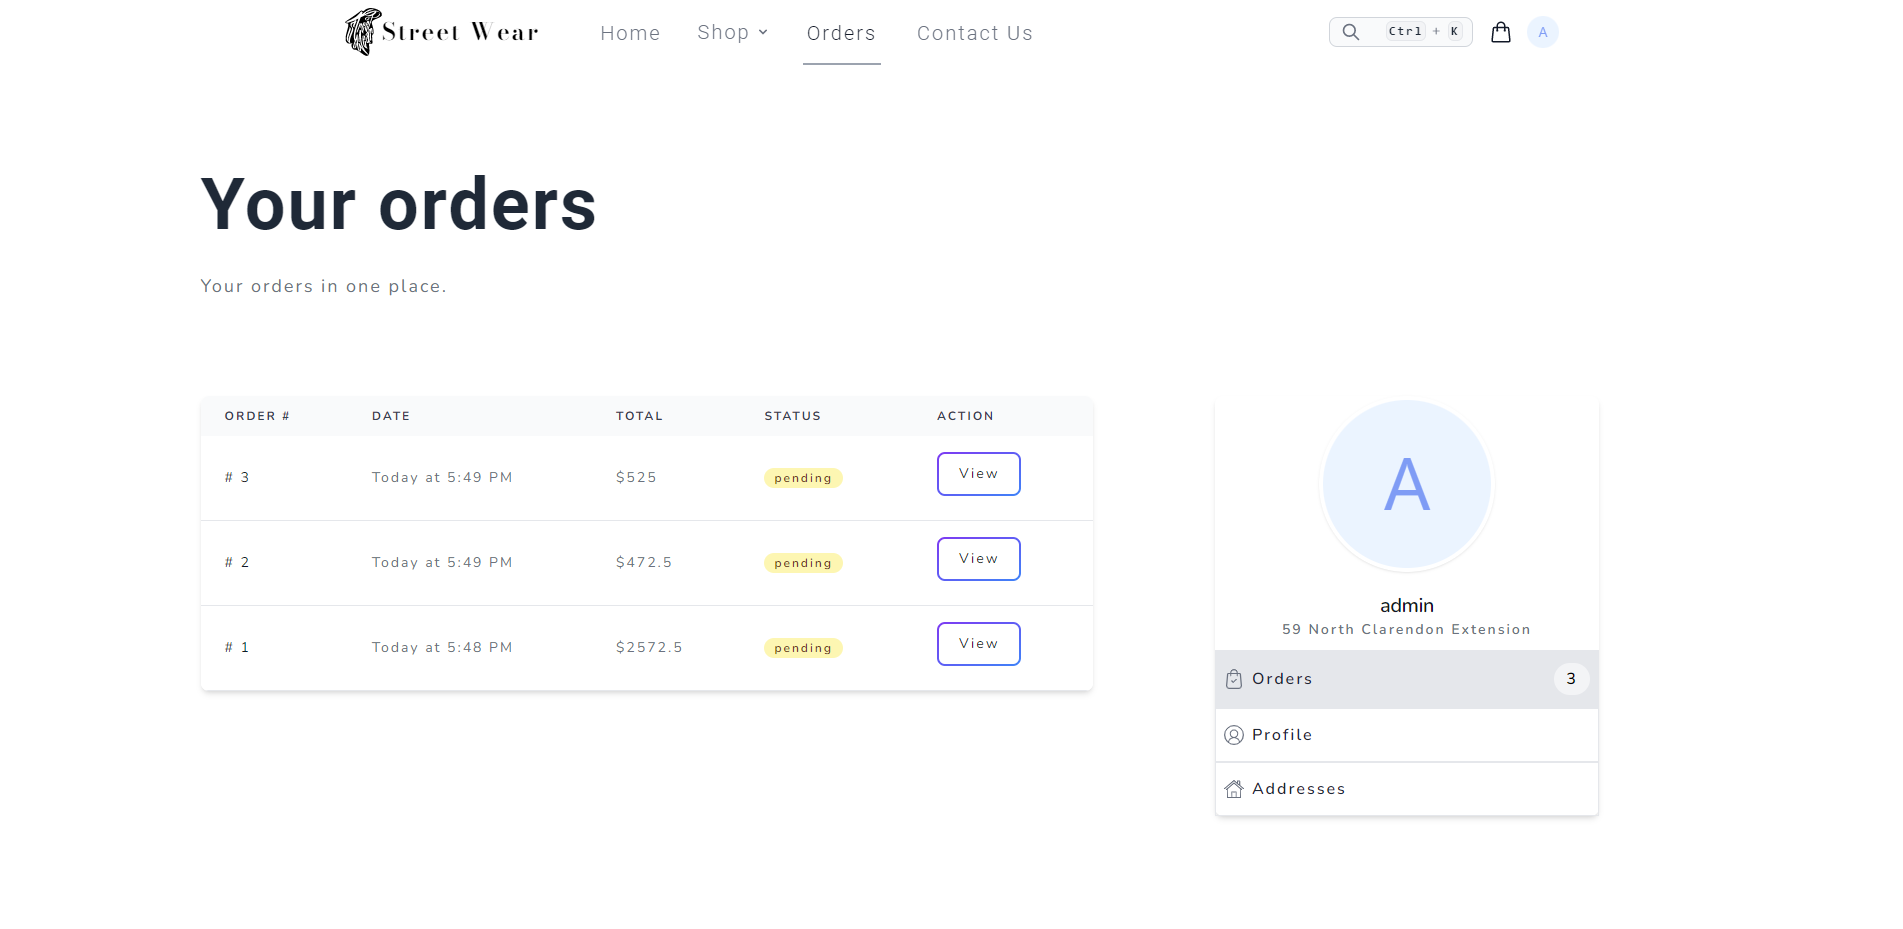 Street Wear Home Shop Orders Contact Us Ctrl + K A
Your orders
Your orders in one place.
ORDER # DATE TOTAL STATUS ACTION
# 3 Today at 5:49 PM $525 pending View
# 2 Today at 5:49 PM $472.5 pending View
# 1 Today at 5:48 PM $2572.5 pending View
A
admin
59 North Clarendon Extension
Orders 3
Profile
Addresses